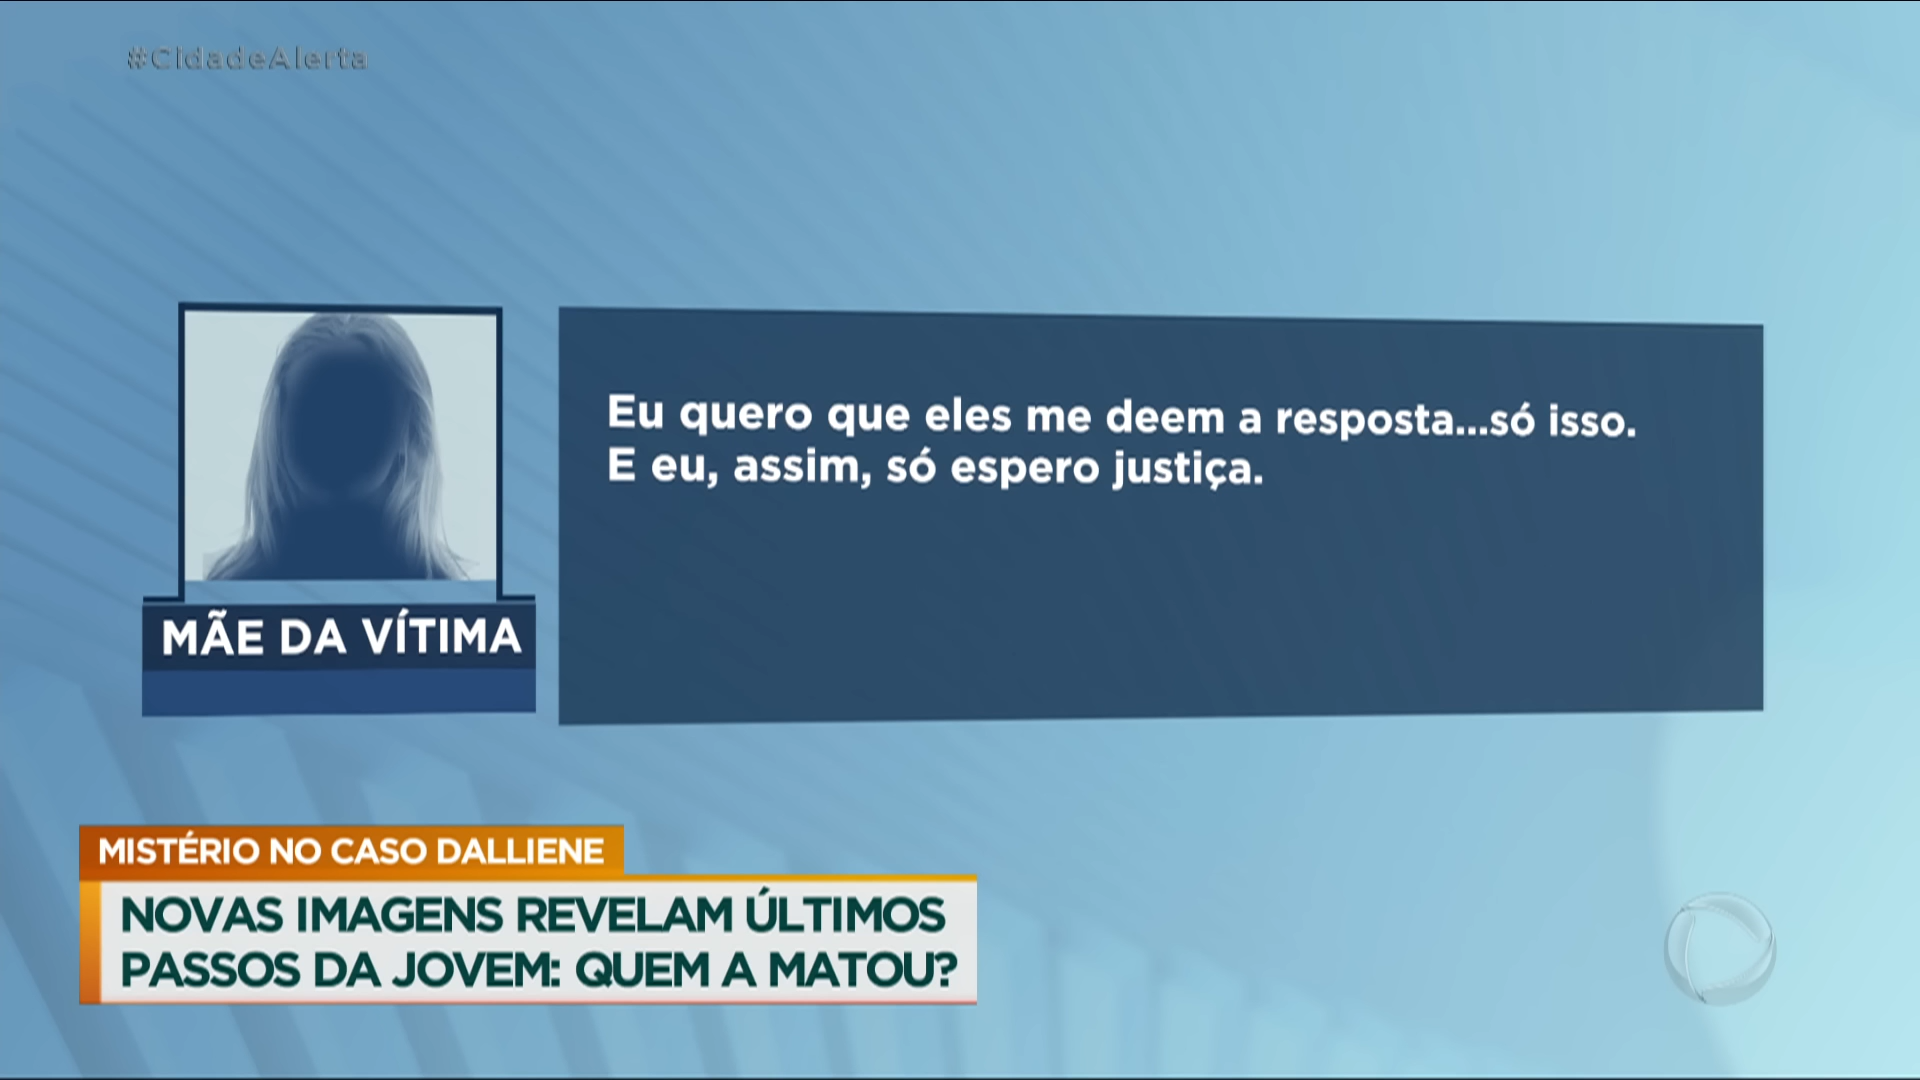 #CidadeAlerta
Eu quero que eles me deem a resposta...só isso.
E eu, assim, só espero justiça.
MÃE DA VÍTIMA
MISTÉRIO NO CASO DALLIENE
NOVAS IMAGENS REVELAM ÚLTIMOS
PASSOS DA JOVEM: QUEM A MATOU?